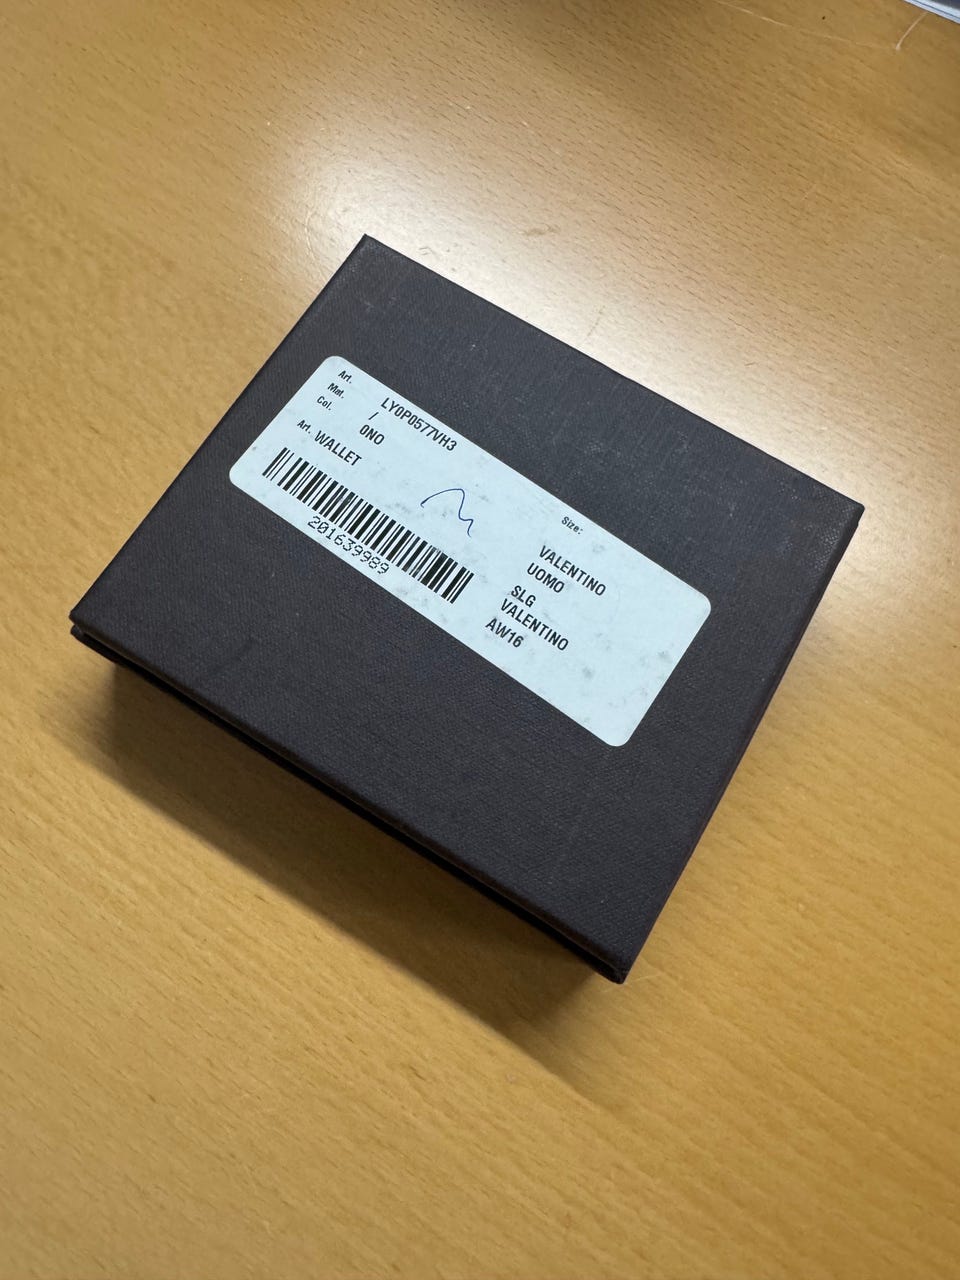 Art. LY0P0577VH3
Mat. /
Col. 0NO
Art. WALLET
201639989
Size:
VALENTINO
UOMO
SLG
VALENTINO
AW16